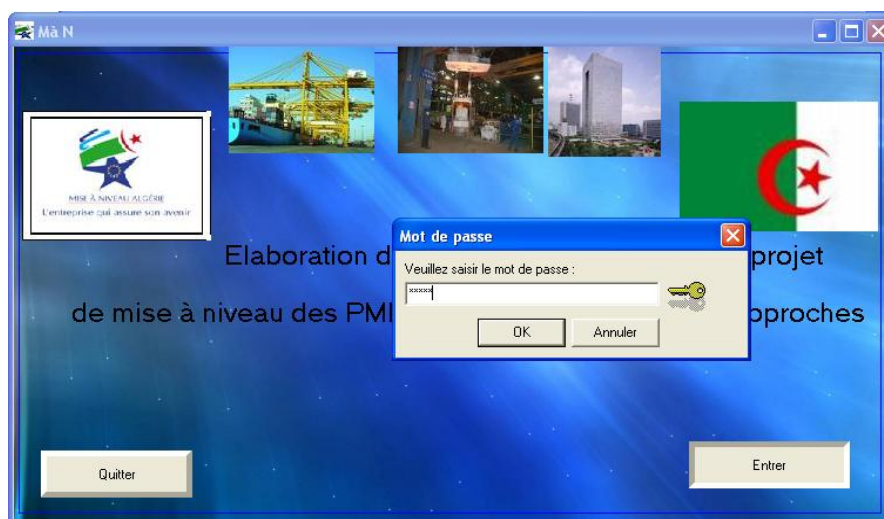 Mà N
MISE À NIVEAU ALGÉRIE
L'entreprise qui assure son avenir
Mot de passe
Elaboration d
projet
Veuillez saisir le mot de passe :
xxxxx
de mise à niveau des PMI
pproches
OK
Annuler
Quitter
Entrer